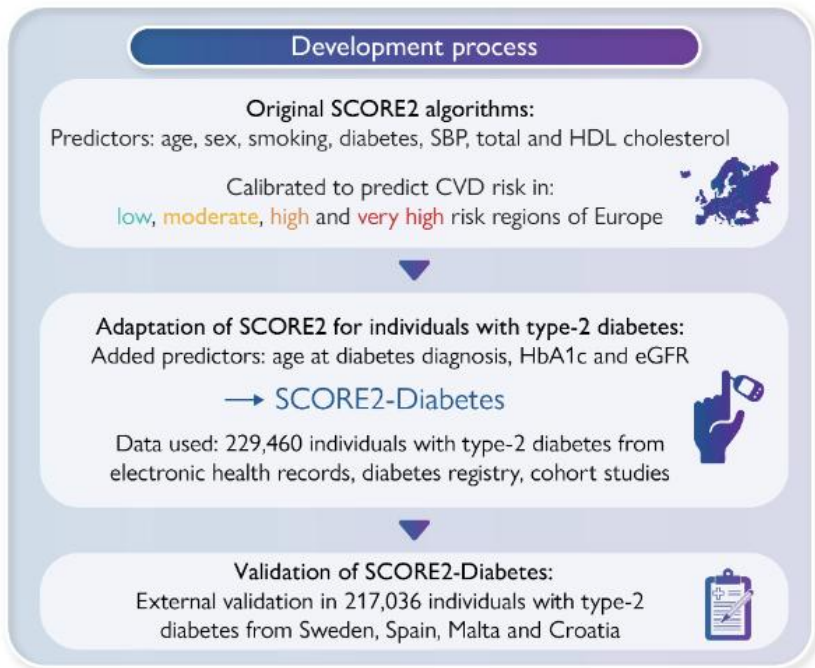 Development process
Original SCORE2 algorithms:
Predictors: age, sex, smoking, diabetes, SBP, total and HDL cholesterol
Calibrated to predict CVD risk in:
low, moderate, high and very high risk regions of Europe
Adaptation of SCORE2 for individuals with type-2 diabetes:
Added predictors: age at diabetes diagnosis, HbA1c and eGFR
→ SCORE2-Diabetes
Data used: 229,460 individuals with type-2 diabetes from
electronic health records, diabetes registry, cohort studies
Validation of SCORE2-Diabetes:
External validation in 217,036 individuals with type-2
diabetes from Sweden, Spain, Malta and Croatia